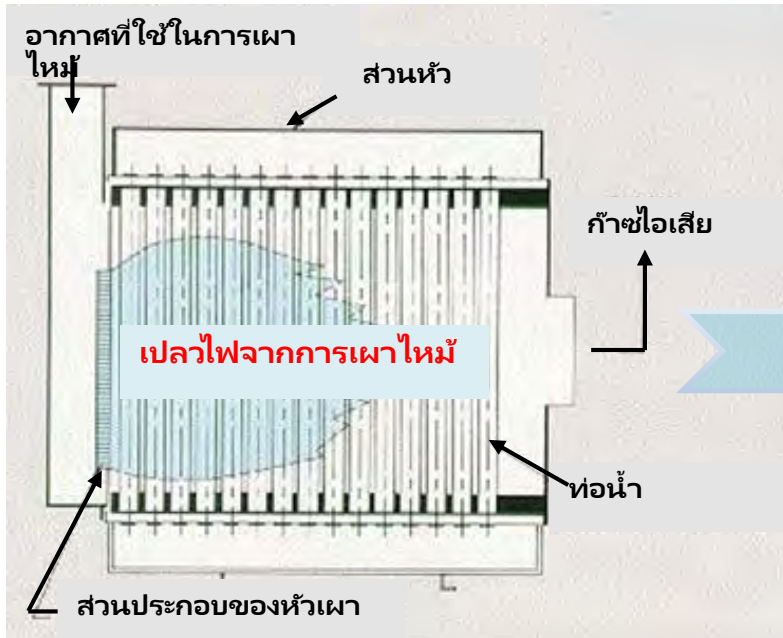 อากาศที่ใช้ในการเผา
ไหม้
ส่วนหัว
ก๊าซไอเสีย
เปลวไฟจากการเผาไหม้
ท่อน้ำ
ส่วนประกอบของหัวเผา